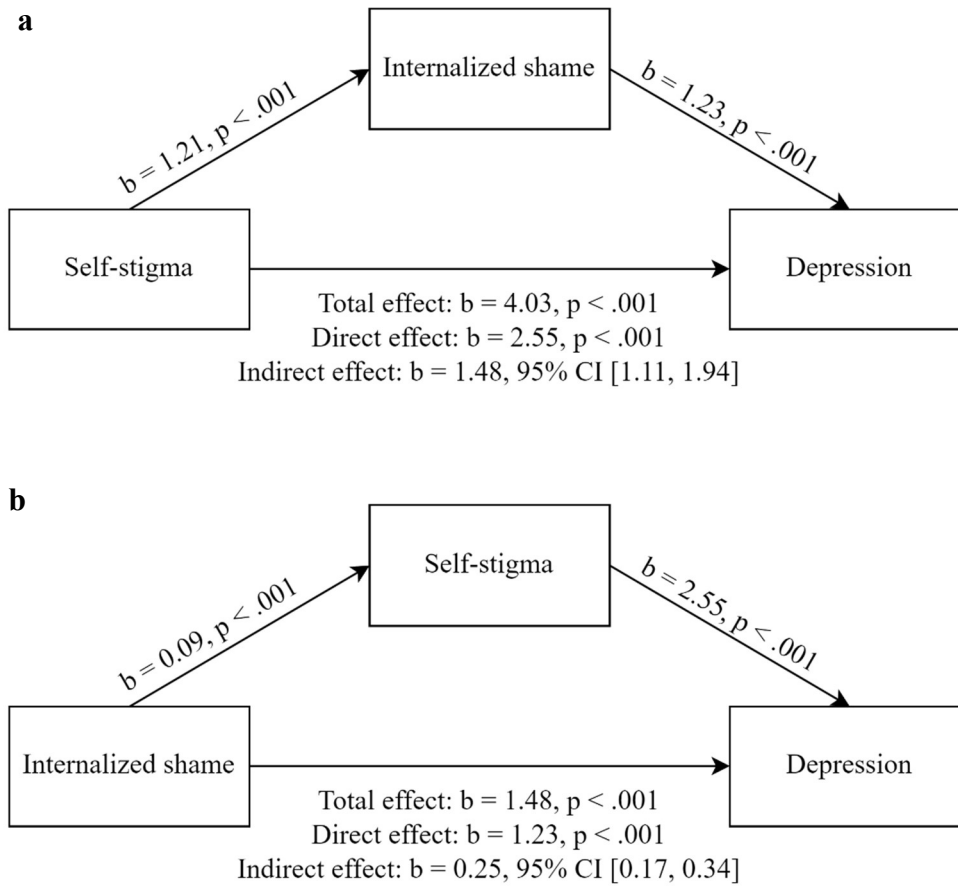 a
Internalized shame
b = 1.21, p < .001
b = 1.23, p < .001
Self-stigma
Depression
Total effect: b = 4.03, p < .001
Direct effect: b = 2.55, p < .001
Indirect effect: b = 1.48, 95% CI [1.11, 1.94]
b
Self-stigma
b = 0.09, p < .001
b = 2.55, p < .001
Internalized shame
Depression
Total effect: b = 1.48, p < .001
Direct effect: b = 1.23, p < .001
Indirect effect: b = 0.25, 95% CI [0.17, 0.34]